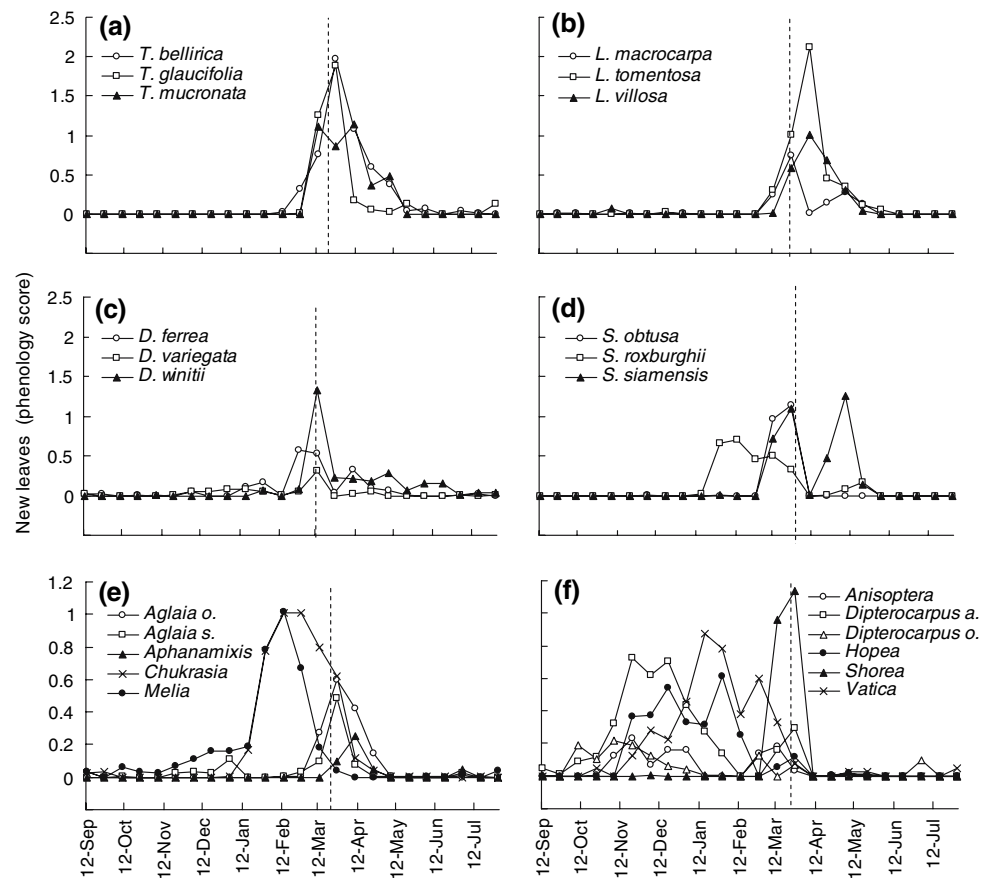 (a)
T. bellirica
T. glaucifolia
T. mucronata
2.5
2
1.5
1
0.5
0
(b)
L. macrocarpa
L. tomentosa
L. villosa
(c)
D. ferrea
D. variegata
D. winitii
2.5
2
1.5
1
0.5
0
(d)
S. obtusa
S. roxburghii
S. siamensis
New leaves (phenology score)
(e)
Aglaia o.
Aglaia s.
Aphanamixis
Chukrasia
Melia
1.2
1
0.8
0.6
0.4
0.2
0
(f)
Anisoptera
Dipterocarpus a.
Dipterocarpus o.
Hopea
Shorea
Vatica
12-Sep
12-Oct
12-Nov
12-Dec
12-Jan
12-Feb
12-Mar
12-Apr
12-May
12-Jun
12-Jul
12-Sep
12-Oct
12-Nov
12-Dec
12-Jan
12-Feb
12-Mar
12-Apr
12-May
12-Jun
12-Jul